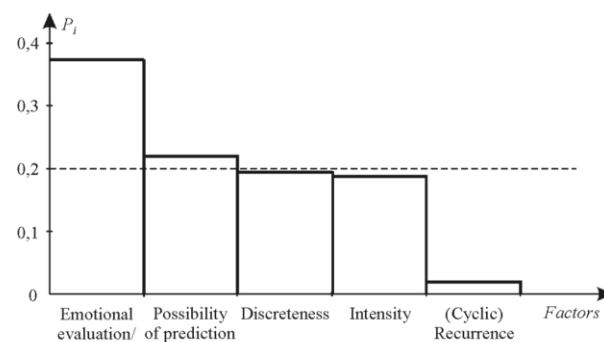 P i
0,4
0,3
0,2
0,1
0
Emotional evaluation/
Possibility of prediction
Discreteness
Intensity
(Cyclic) Recurrence
Factors